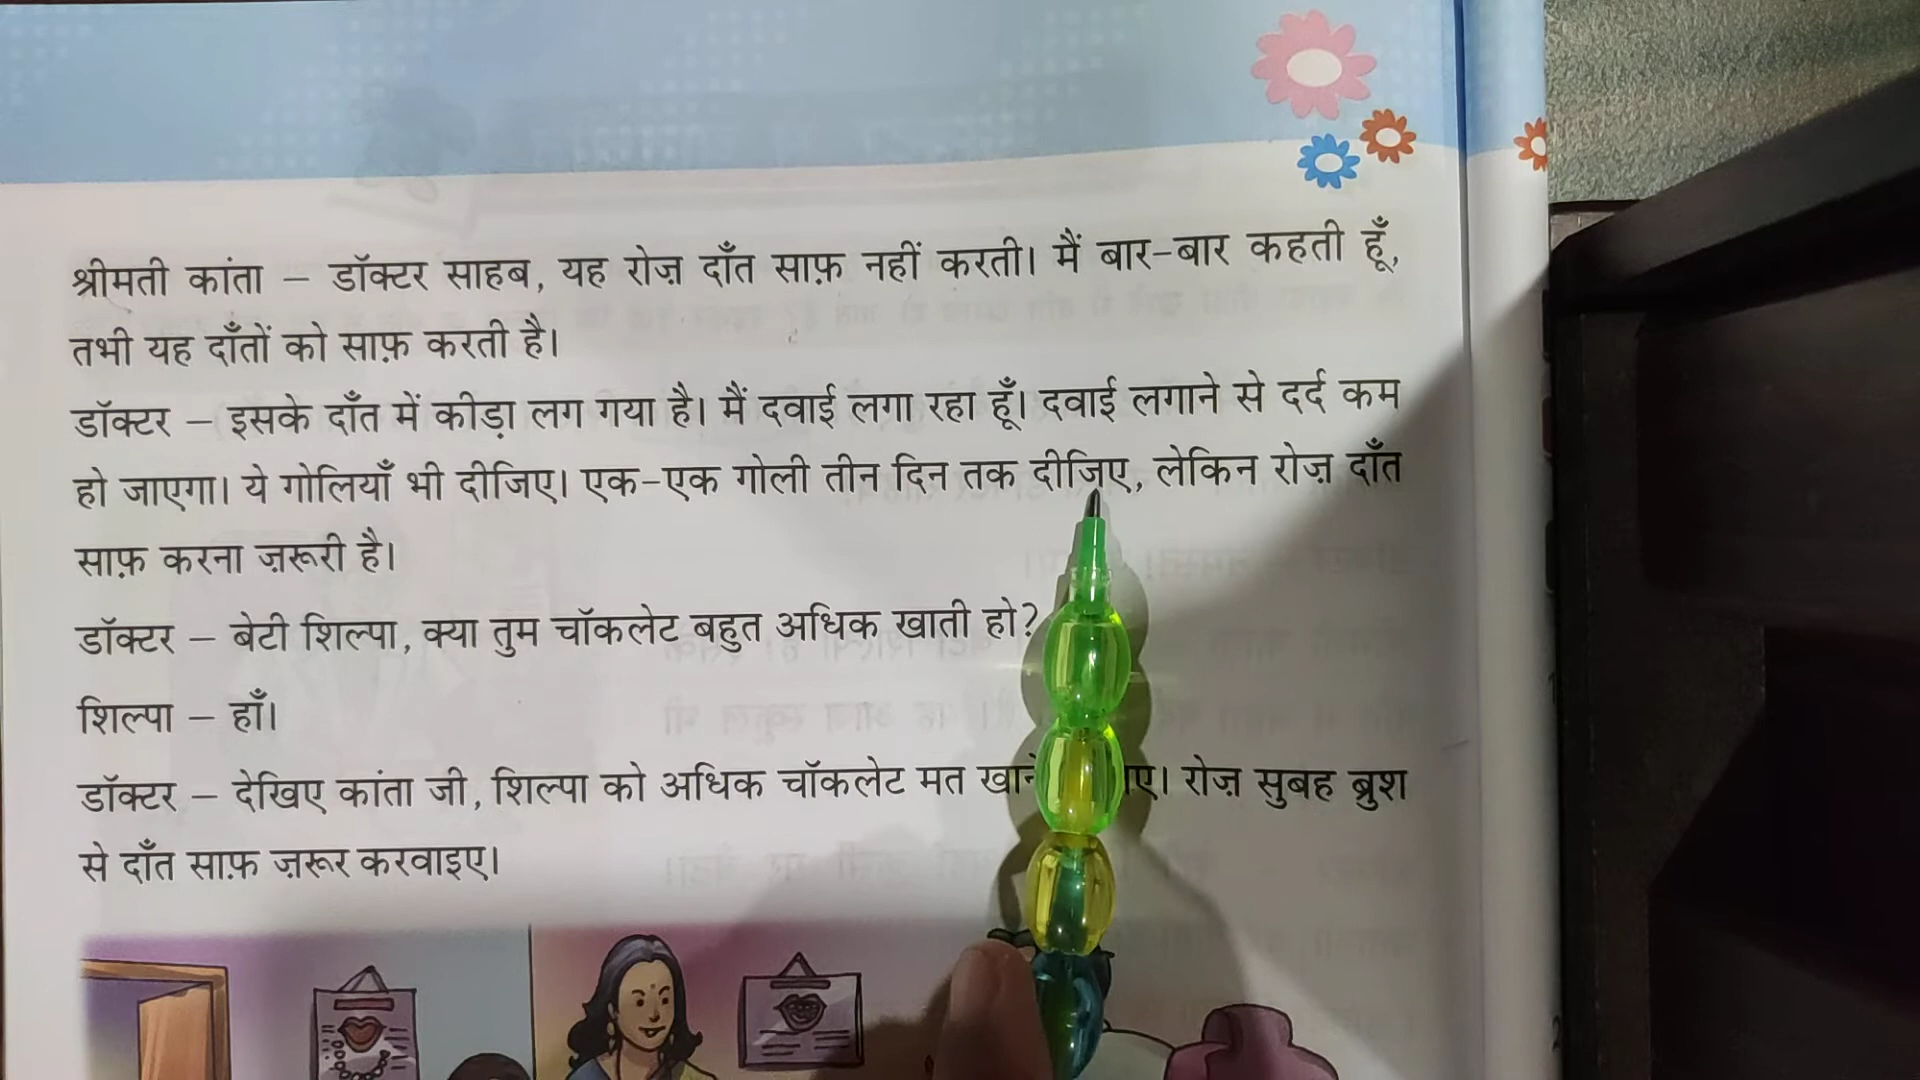 श्रीमती कांता – डॉक्टर साहब, यह रोज़ दाँत साफ़ नहीं करती। मैं बार-बार कहती हूँ,
तभी यह दाँतों को साफ़ करती है।
डॉक्टर – इसके दाँत में कीड़ा लग गया है। मैं दवाई लगा रहा हूँ। दवाई लगाने से दर्द कम
हो जाएगा। ये गोलियाँ भी दीजिए। एक-एक गोली तीन दिन तक दीजिए, लेकिन रोज़ दाँत
साफ़ करना ज़रूरी है।
डॉक्टर – बेटी शिल्पा, क्या तुम चॉकलेट बहुत अधिक खाती हो?
शिल्पा – हाँ।
डॉक्टर – देखिए कांता जी, शिल्पा को अधिक चॉकलेट मत रोज़ सुबह ब्रुश
से दाँत साफ़ ज़रूर करवाइए।